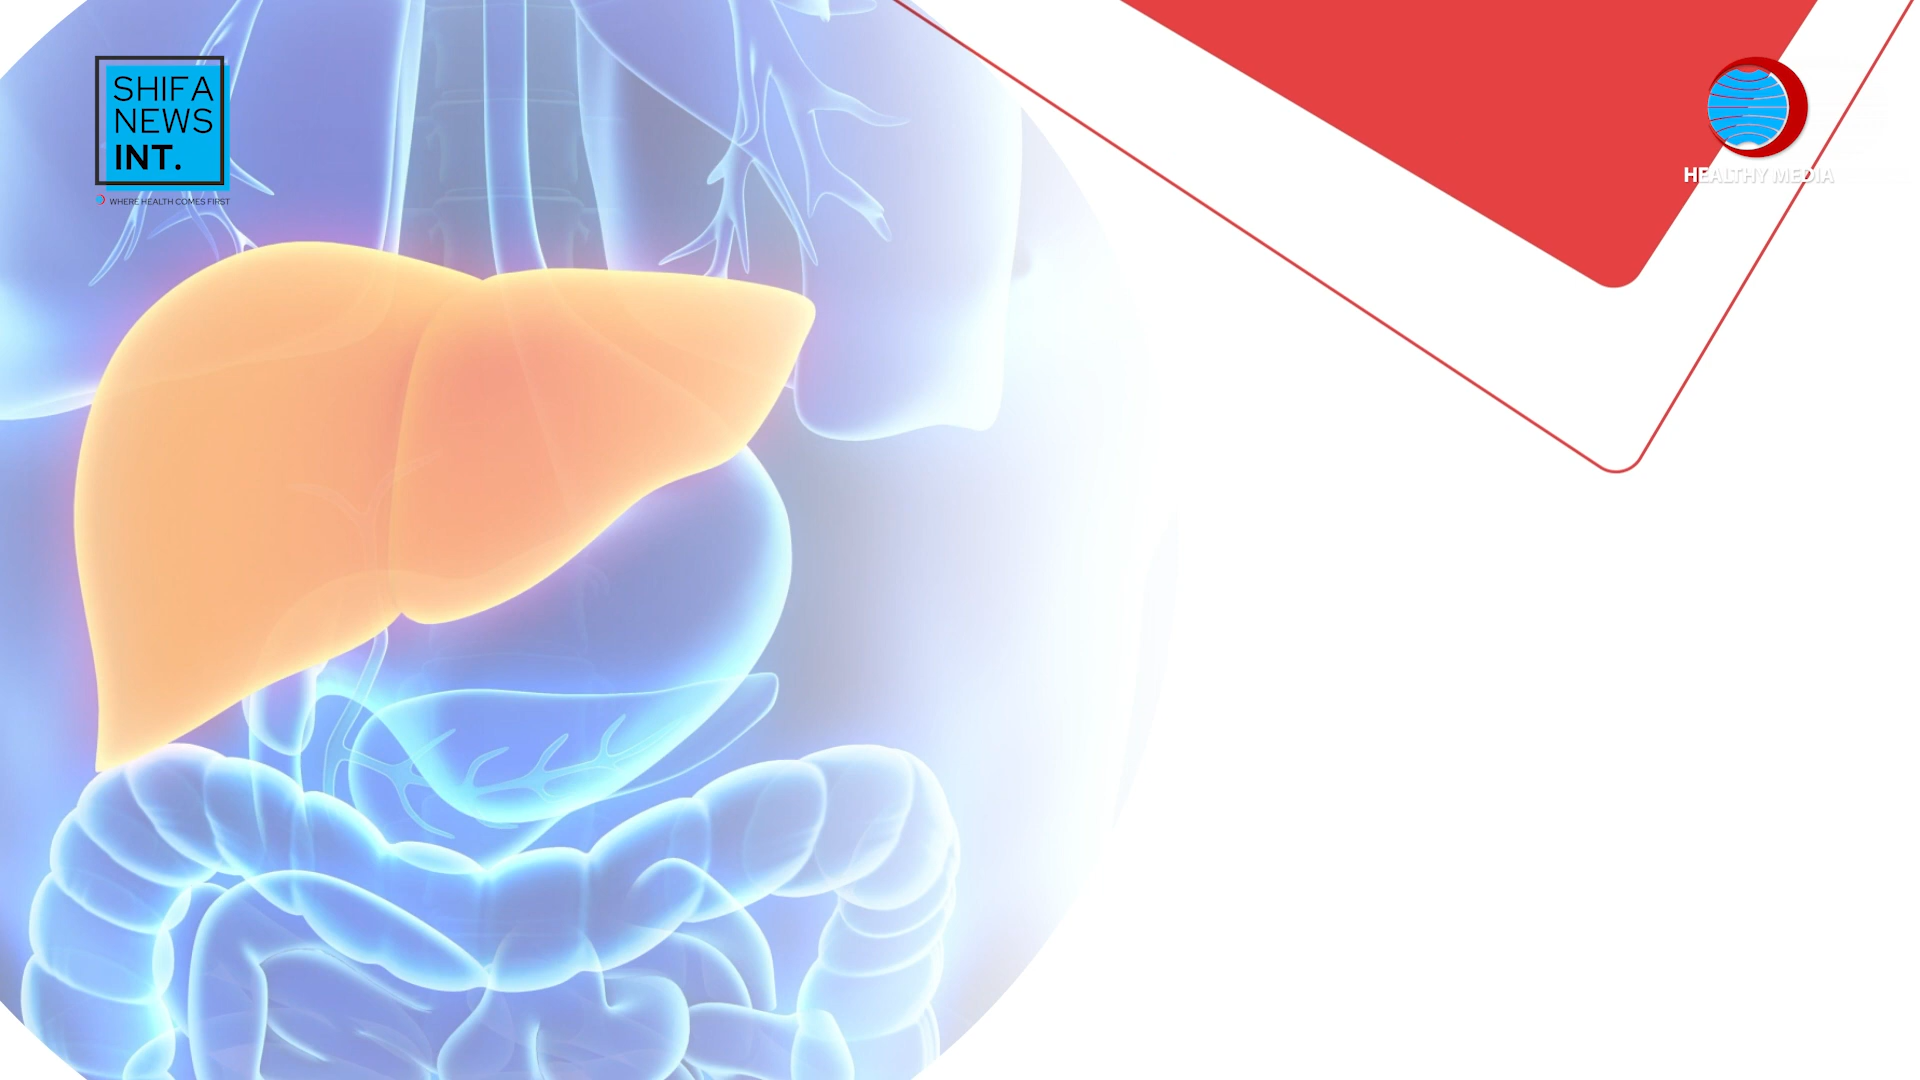 SHIFA
NEWS
INT.
WHERE HEALTH COMES FIRST
HEALTHY MEDIA